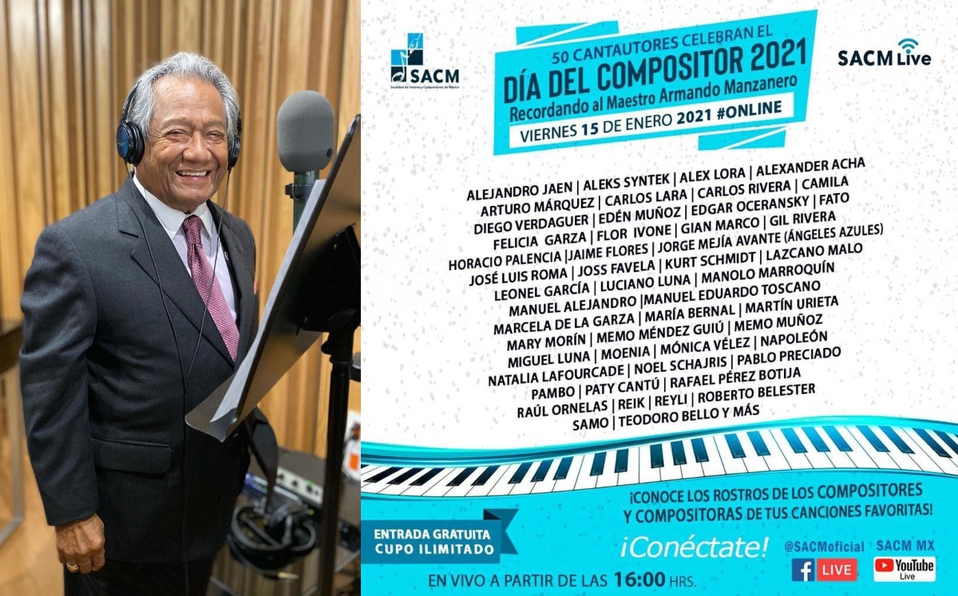 SACM
Sociedad de Autores y Compositores de México
50 CANTAUTORES CELEBRAN EL
DÍA DEL COMPOSITOR 2021
Recordando al Maestro Armando Manzanero
VIERNES 15 DE ENERO 2021 #ONLINE
SACM Live
ALEJANDRO JAEN | ALEKS SYNTEK | ALEX LORA | ALEXANDER ACHA
ARTURO MÁRQUEZ | CARLOS LARA | CARLOS RIVERA | CAMILA
DIEGO VERDAGUER | EDÉN MUÑOZ | EDGAR OCERANSKY | FATO
FELICIA GARZA | FLOR IVONE | GIAN MARCO | GIL RIVERA
HORACIO PALENCIA |JAIME FLORES | JORGE MEJÍA AVANTE (ÁNGELES AZULES)
JOSÉ LUIS ROMA | JOSS FAVELA | KURT SCHMIDT | LAZCANO MALO
LEONEL GARCÍA | LUCIANO LUNA | MANOLO MARROQUÍN
MANUEL ALEJANDRO |MANUEL EDUARDO TOSCANO
MARCELA DE LA GARZA | MARÍA BERNAL | MARTÍN URIETA
MARY MORÍN | MEMO MÉNDEZ GUIÚ | MEMO MUÑOZ
MIGUEL LUNA | MOENIA | MÓNICA VÉLEZ | NAPOLEÓN
NATALIA LAFOURCADE | NOEL SCHAJRIS | PABLO PRECIADO
PAMBO | PATY CANTÚ | RAFAEL PÉREZ BOTIJA
RAÚL ORNELAS | REIK | REYLI | ROBERTO BELESTER
SAMO | TEODORO BELLO Y MÁS
¡CONOCE LOS ROSTROS DE LOS COMPOSITORES
Y COMPOSITORAS DE TUS CANCIONES FAVORITAS!
ENTRADA GRATUITA
CUPO ILIMITADO
¡Conéctate!
@SACMoficial
SACM MX
f LIVE
YouTube
Live
EN VIVO A PARTIR DE LAS 16:00 HRS.